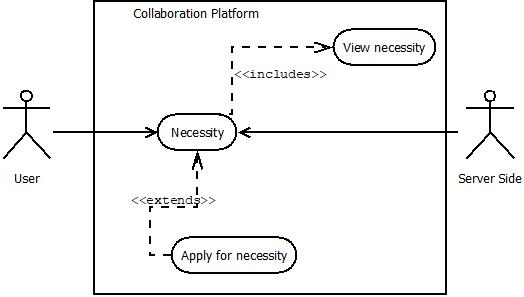 Collaboration Platform
View necessity
<<includes>>
Necessity
User
Server Side
<<extends>>
Apply for necessity